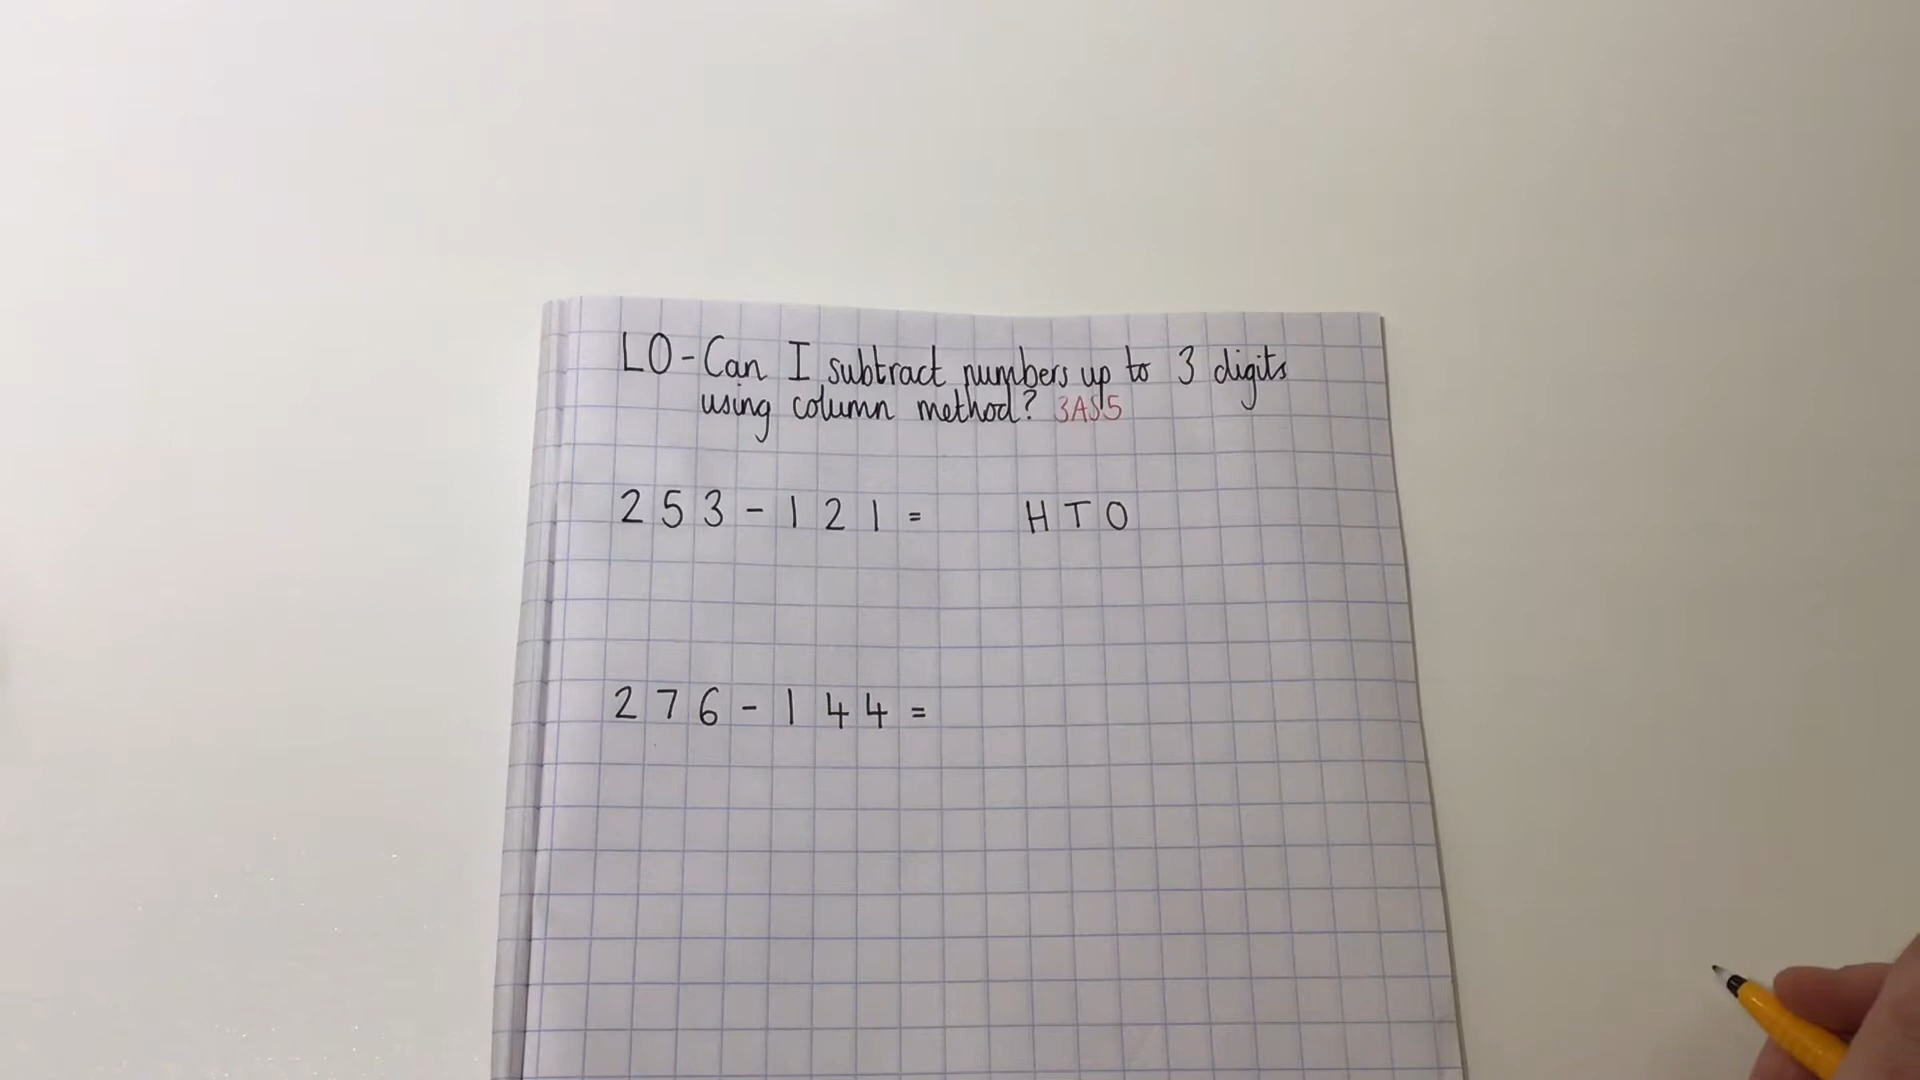 LO - Can I subtract numbers up to 3 digits
using column method? 3AS5
253 - 121 = HTO
276 - 144 =